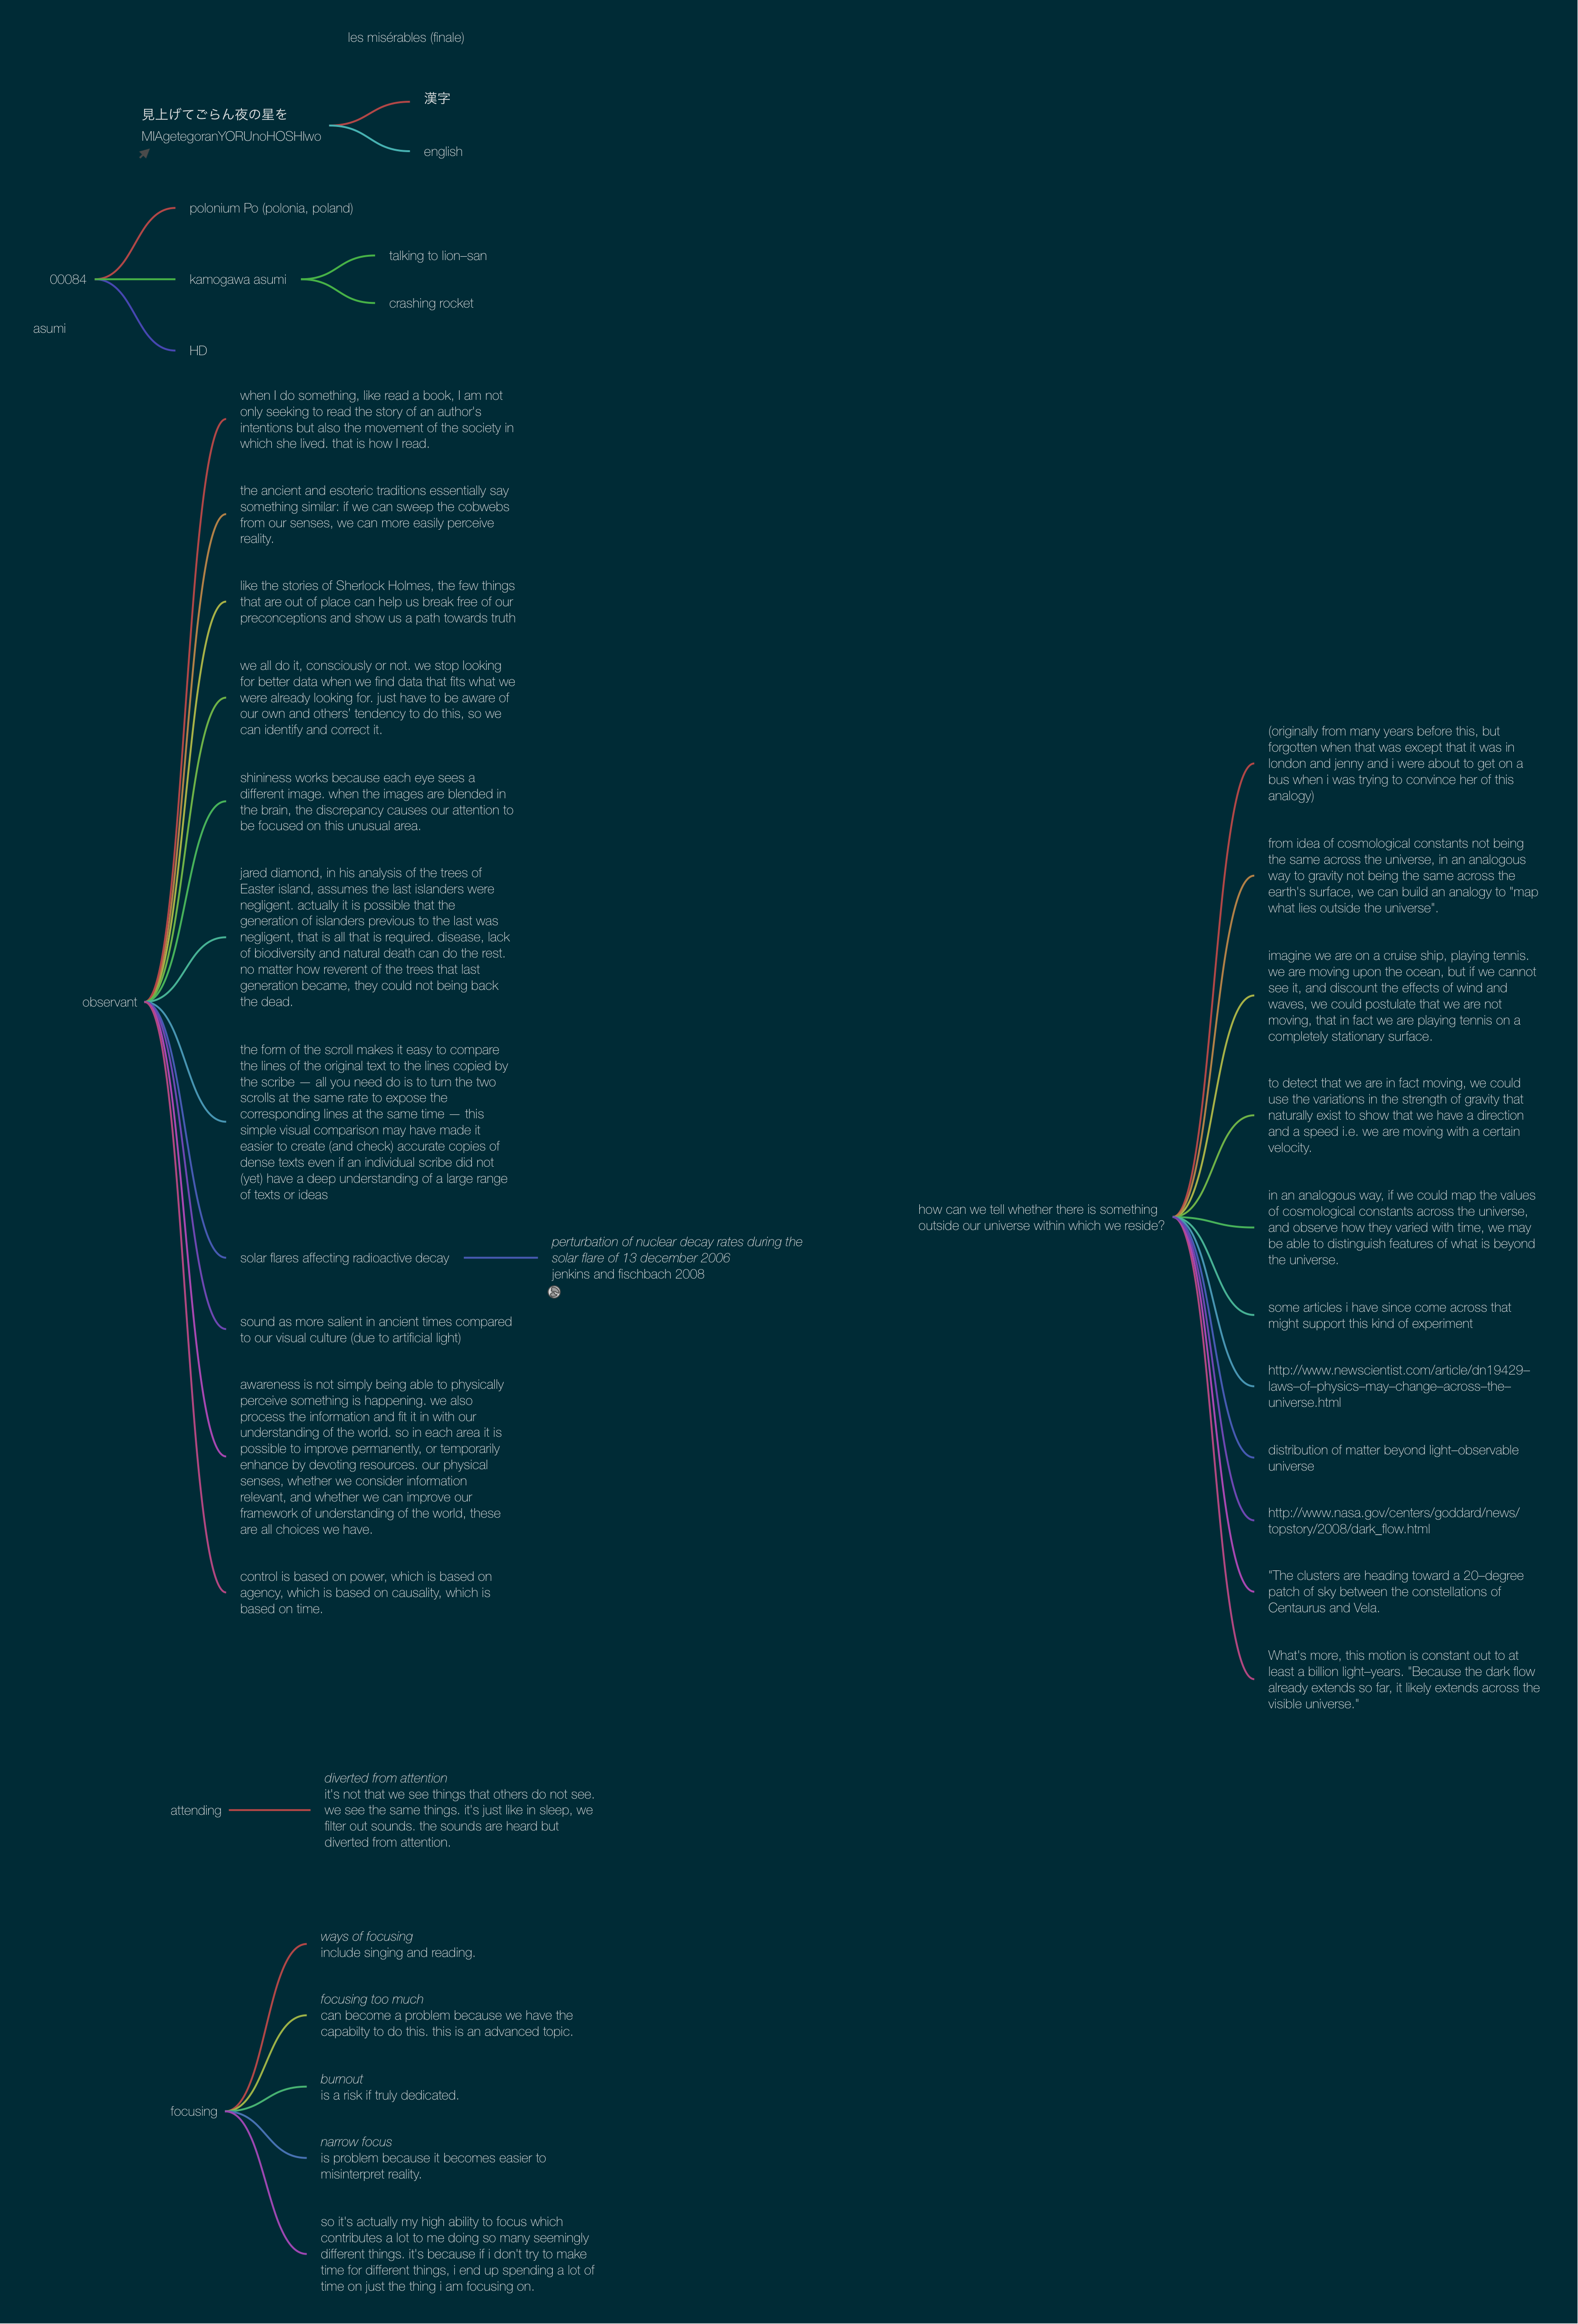 les misérables (finale)
見上げてごらん夜の星を
MIAgetegoranYORUnoHOSHIwo
漢字
english
00084
polonium Po (polonia, poland)
kamogawa asumi
talking to lion–san
crashing rocket
HD
asumi
observant
when I do something, like read a book, I am not
only seeking to read the story of an author's
intentions but also the movement of the society in
which she lived. that is how I read.
the ancient and esoteric traditions essentially say
something similar: if we can sweep the cobwebs
from our senses, we can more easily perceive
reality.
like the stories of Sherlock Holmes, the few things
that are out of place can help us break free of our
preconceptions and show us a path towards truth
we all do it, consciously or not. we stop looking
for better data when we find data that fits what we
were already looking for. just have to be aware of
our own and others' tendency to do this, so we
can identify and correct it.
shininess works because each eye sees a
different image. when the images are blended in
the brain, the discrepancy causes our attention to
be focused on this unusual area.
jared diamond, in his analysis of the trees of
Easter island, assumes the last islanders were
negligent. actually it is possible that the
generation of islanders previous to the last was
negligent, that is all that is required. disease, lack
of biodiversity and natural death can do the rest.
no matter how reverent of the trees that last
generation became, they could not being back
the dead.
the form of the scroll makes it easy to compare
the lines of the original text to the lines copied by
the scribe — all you need do is to turn the two
scrolls at the same rate to expose the
corresponding lines at the same time — this
simple visual comparison may have made it
easier to create (and check) accurate copies of
dense texts even if an individual scribe did not
(yet) have a deep understanding of a large range
of texts or ideas
solar flares affecting radioactive decay
perturbation of nuclear decay rates during the
solar flare of 13 december 2006
jenkins and fischbach 2008
sound as more salient in ancient times compared
to our visual culture (due to artificial light)
awareness is not simply being able to physically
perceive something is happening. we also
process the information and fit it in with our
understanding of the world. so in each area it is
possible to improve permanently, or temporarily
enhance by devoting resources. our physical
senses, whether we consider information
relevant, and whether we can improve our
framework of understanding of the world, these
are all choices we have.
control is based on power, which is based on
agency, which is based on causality, which is
based on time.
how can we tell whether there is something
outside our universe within which we reside?
(originally from many years before this, but
forgotten when that was except that it was in
london and jenny and i were about to get on a
bus when i was trying to convince her of this
analogy)
from idea of cosmological constants not being
the same across the universe, in an analogous
way to gravity not being the same across the
earth's surface, we can build an analogy to "map
what lies outside the universe".
imagine we are on a cruise ship, playing tennis.
we are moving upon the ocean, but if we cannot
see it, and discount the effects of wind and
waves, we could postulate that we are not
moving, that in fact we are playing tennis on a
completely stationary surface.
to detect that we are in fact moving, we could
use the variations in the strength of gravity that
naturally exist to show that we have a direction
and a speed i.e. we are moving with a certain
velocity.
in an analogous way, if we could map the values
of cosmological constants across the universe,
and observe how they varied with time, we may
be able to distinguish features of what is beyond
the universe.
some articles i have since come across that
might support this kind of experiment
http://www.newscientist.com/article/dn19429–
laws–of–physics–may–change–across–the–
universe.html
distribution of matter beyond light–observable
universe
http://www.nasa.gov/centers/goddard/news/
topstory/2008/dark_flow.html
"The clusters are heading toward a 20–degree
patch of sky between the constellations of
Centaurus and Vela.
What's more, this motion is constant out to at
least a billion light–years. "Because the dark flow
already extends so far, it likely extends across the
visible universe."
attending
diverted from attention
it's not that we see things that others do not see.
we see the same things. it's just like in sleep, we
filter out sounds. the sounds are heard but
diverted from attention.
focusing
ways of focusing
include singing and reading.
focusing too much
can become a problem because we have the
capabilty to do this. this is an advanced topic.
burnout
is a risk if truly dedicated.
narrow focus
is problem because it becomes easier to
misinterpret reality.
so it's actually my high ability to focus which
contributes a lot to me doing so many seemingly
different things. it's because if i don't try to make
time for different things, i end up spending a lot of
time on just the thing i am focusing on.